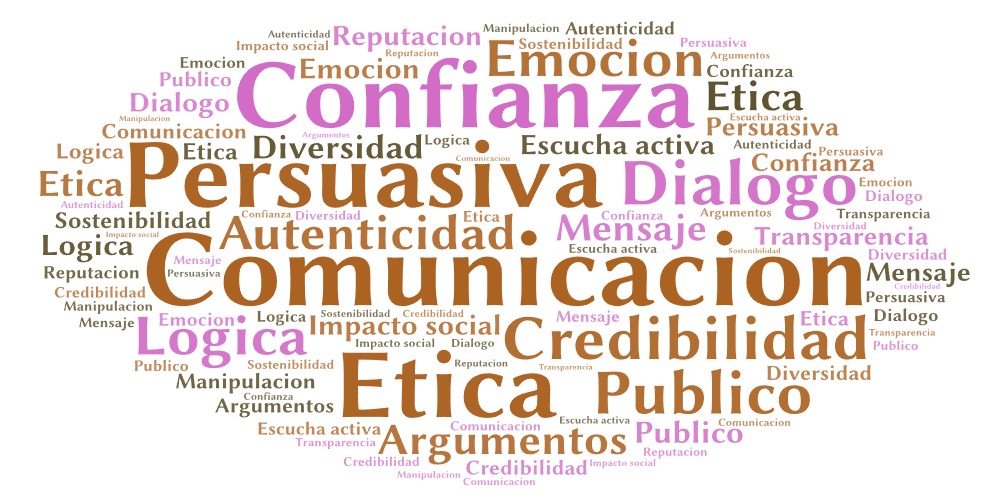 Autenticidad
Reputacion
Manipulacion
Autenticidad
Impacto social
Reputacion
Sostenibilidad
Persuasiva
Emocion
Argumentos
Emocion
Emocion
Confianza
Publico
Confianza
Etica
Dialogo
Manipulacion
Escucha activa
Persuasiva
Comunicacion
Argumentos
Logica
Escucha activa
Autenticidad
Diversidad
Logica
Etica
Persuasiva
Comunicacion
Confianza
Persuasiva
Etica
Dialogo
Emocion
Dialogo
Autenticidad
Sostenibilidad
Confianza
Diversidad
Etica
Confianza
Argumentos
Transparencia
Impacto social
Autenticidad
Mensaje
Diversidad
Transparencia
Logica
Escucha activa
Sostenibilidad
Diversidad
Mensaje
Reputacion
Persuasiva
Comunicacion
Mensaje
Credibilidad
Credibilidad
Persuasiva
Manipulacion
Mensaje
Emocion
Logica
Sostenibilidad
Credibilidad
Mensaje
Etica
Dialogo
Logica
Impacto social
Credibilidad
Transparencia
Impacto social
Dialogo
Publico
Publico
Sostenibilidad
Reputacion
Transparencia
Diversidad
Manipulacion
Etica
Publico
Confianza
Argumentos
Escucha activa
Comunicacion
Escucha activa
Comunicacion
Transparencia
Argumentos
Publico
Reputacion
Credibilidad
Credibilidad
Impacto social
Manipulacion
Comunicacion